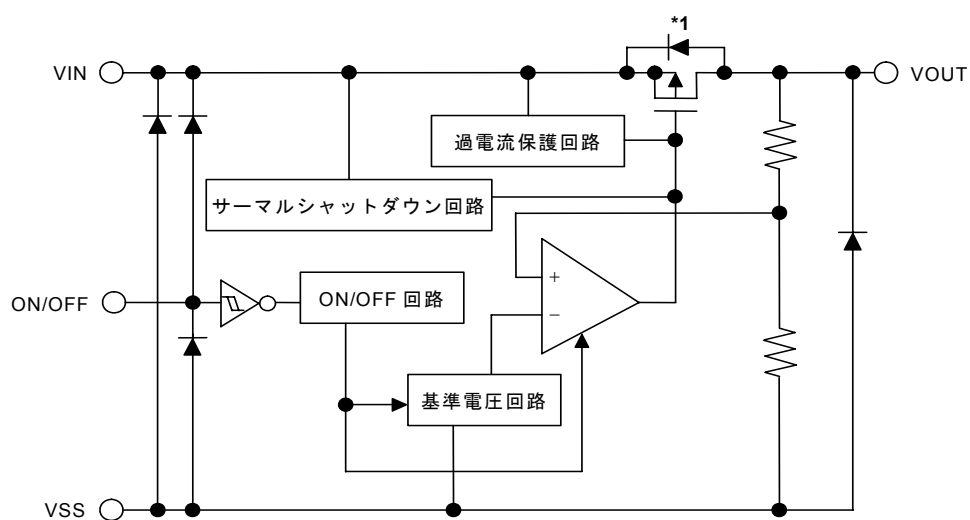 *1
VIN
VOUT
過電流保護回路
サーマルシャットダウン回路
+
ON/OFF
ON/OFF 回路
−
基準電圧回路
VSS